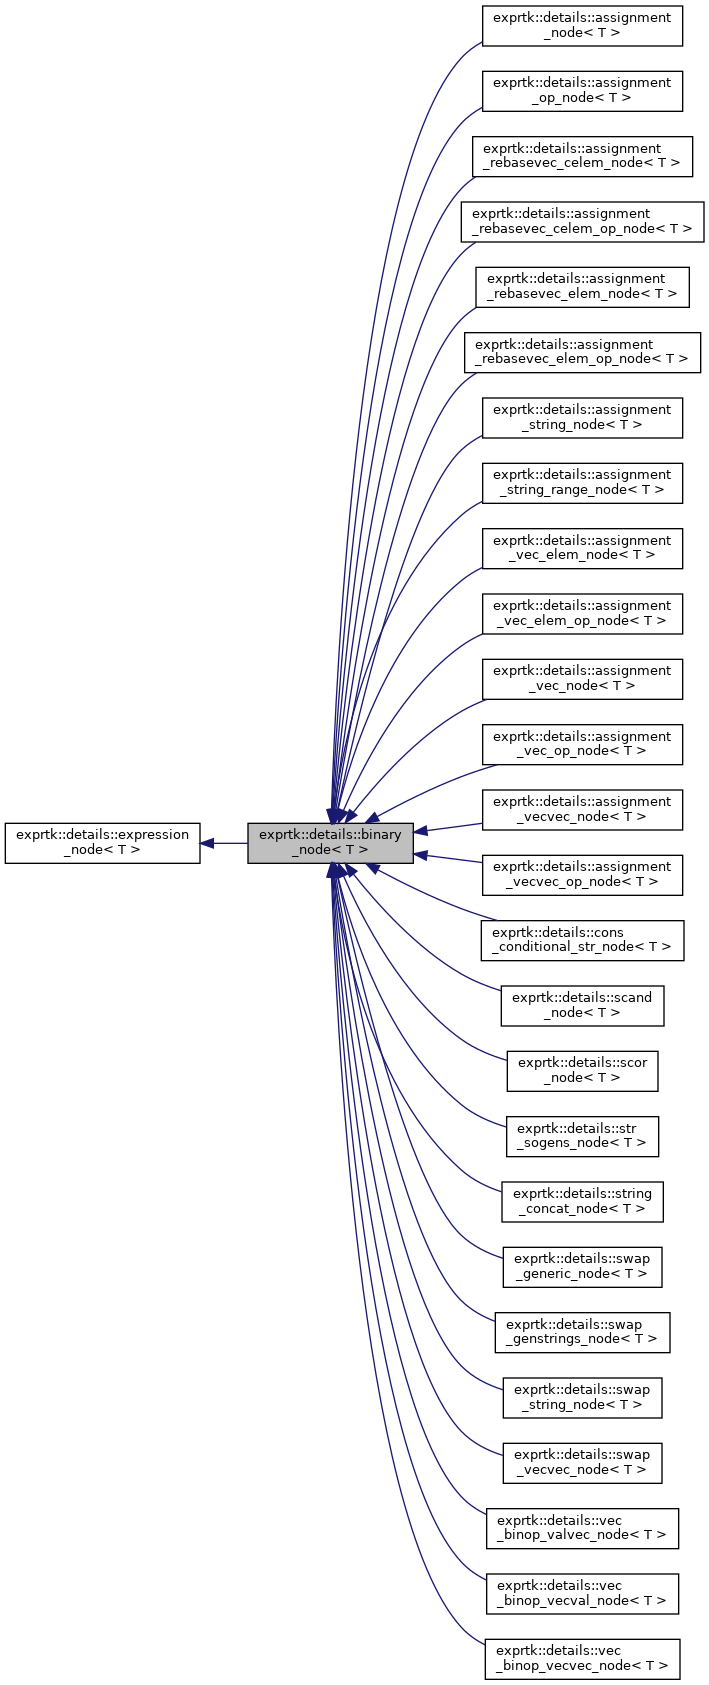 exprtk::details::assignment
_node< T >
exprtk::details::assignment
_op_node< T >
exprtk::details::assignment
_rebasevec_celem_node< T >
exprtk::details::assignment
_rebasevec_celem_op_node< T >
exprtk::details::assignment
_rebasevec_elem_node< T >
exprtk::details::assignment
_rebasevec_elem_op_node< T >
exprtk::details::assignment
_string_node< T >
exprtk::details::assignment
_string_range_node< T >
exprtk::details::assignment
_vec_elem_node< T >
exprtk::details::assignment
_vec_elem_op_node< T >
exprtk::details::assignment
_vec_node< T >
exprtk::details::assignment
_vec_op_node< T >
exprtk::details::assignment
_vecvec_node< T >
exprtk::details::expression
_node< T >
exprtk::details::binary
_node< T >
exprtk::details::assignment
_vecvec_op_node< T >
exprtk::details::cons
_conditional_str_node< T >
exprtk::details::scand
_node< T >
exprtk::details::scor
_node< T >
exprtk::details::str
_sogens_node< T >
exprtk::details::string
_concat_node< T >
exprtk::details::swap
_generic_node< T >
exprtk::details::swap
_genstrings_node< T >
exprtk::details::swap
_string_node< T >
exprtk::details::swap
_vecvec_node< T >
exprtk::details::vec
_binop_valvec_node< T >
exprtk::details::vec
_binop_vecval_node< T >
exprtk::details::vec
_binop_vecvec_node< T >